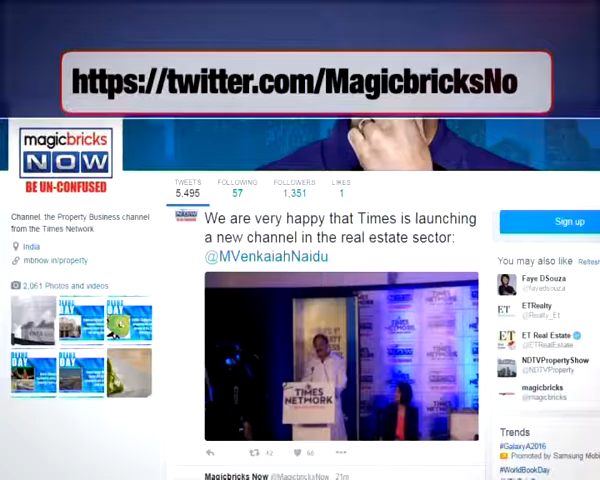 https://twitter.com/MagicbricksNo
magicbricks
NOW
BE UN-CONFUSED
TWEETS
5,495
FOLLOWING
57
FOLLOWERS
1,351
LIKES
1
Channel, the Property Business channel
from the Times Network
India
mbnow.in/property
2,061 Photos and videos
We are very happy that Times is launching
a new channel in the real estate sector:
@MVenkaiahNaidu
TIMES
NETWORK
42
66
Magicbricks Now @MagicbricksNow 21m
Sign up
You may also like Refresh
Faye DSouza
@fayedsouza
ETRealty
@Realty_Et
ET Real Estate
@ETRealEstate
NDTVPropertyShow
@NDTVProperty
magicbricks
@magicbricks
Trends
#GalaxyA2016
Promoted by Samsung Mobi
#WorldBookDay